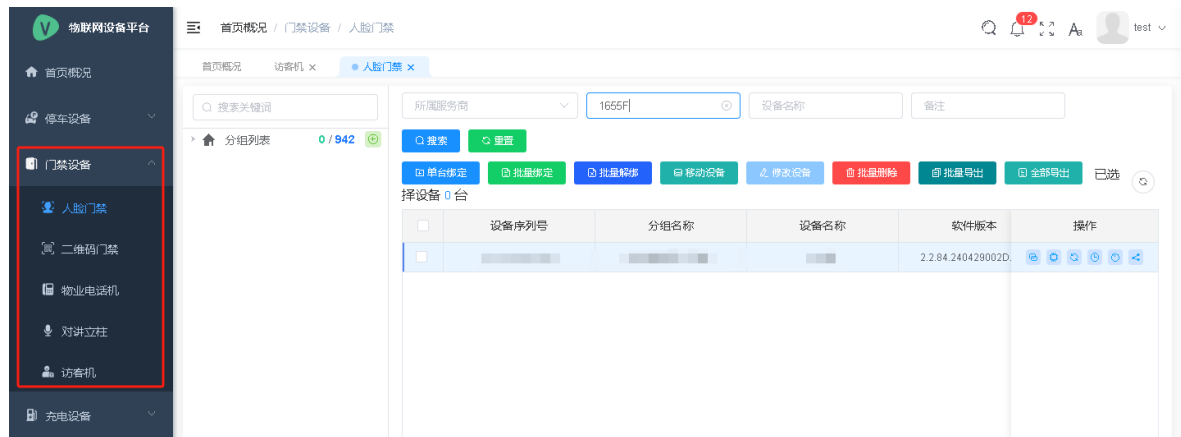 物联网设备平台
首页概况 / 门禁设备 / 人脸门禁
12
test
首页概况
访客机 ×
人脸门禁 ×
首页概况
停车设备
门禁设备
人脸门禁
二维码门禁
物业电话机
对讲立柱
访客机
充电设备
搜索关键词
分组列表 0 / 942
所属服务商
1655F
设备名称
备注
搜索
重置
单台绑定
批量绑定
批量解绑
移动设备
修改设备
批量删除
批量导出
全部导出
已选
择设备 0 台
设备序列号 分组名称 设备名称 软件版本 操作
2.2.84.240429002D.